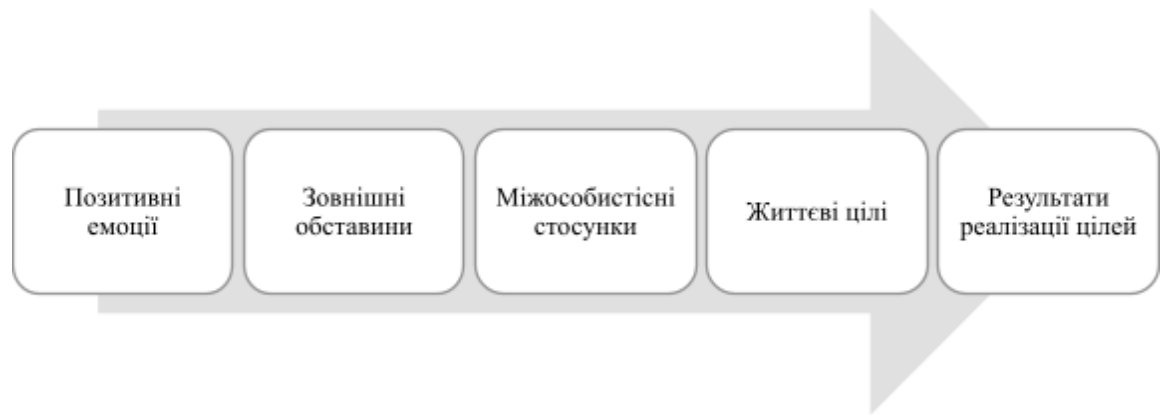 Позитивні
емоції
Зовнішні
обставини
Міжособистісні
стосунки
Життєві цілі
Результати
реалізації цілей